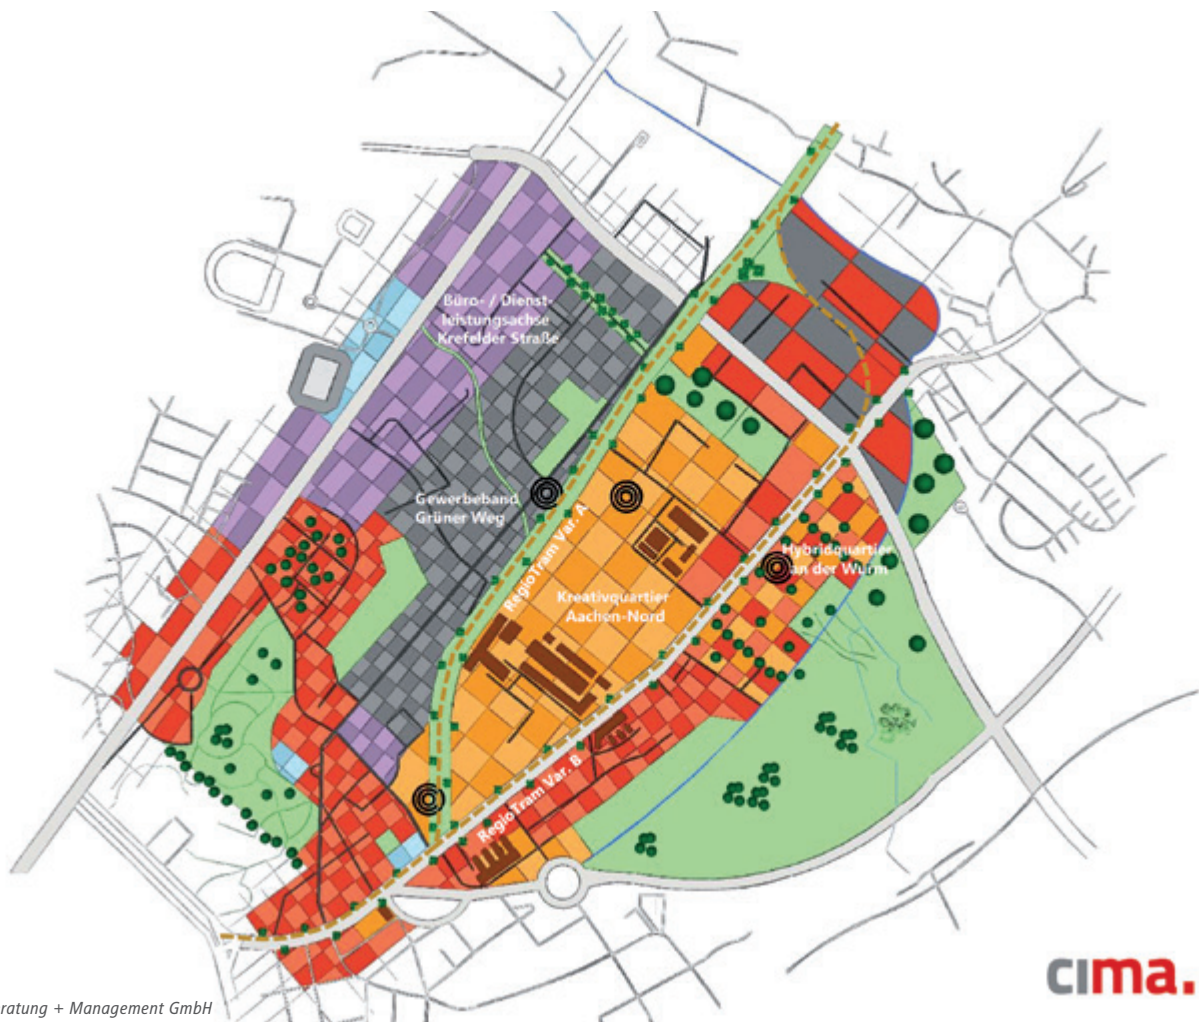 Büro- / Dienst-
leistungsachse
Krefelder Straße
Gewerbeband
Grüner Weg
RegioTram Var. A
Hybridquartier
an der Wurm
Kreativquartier
Aachen-Nord
RegioTram Var. B
cima.
ratung + Management GmbH